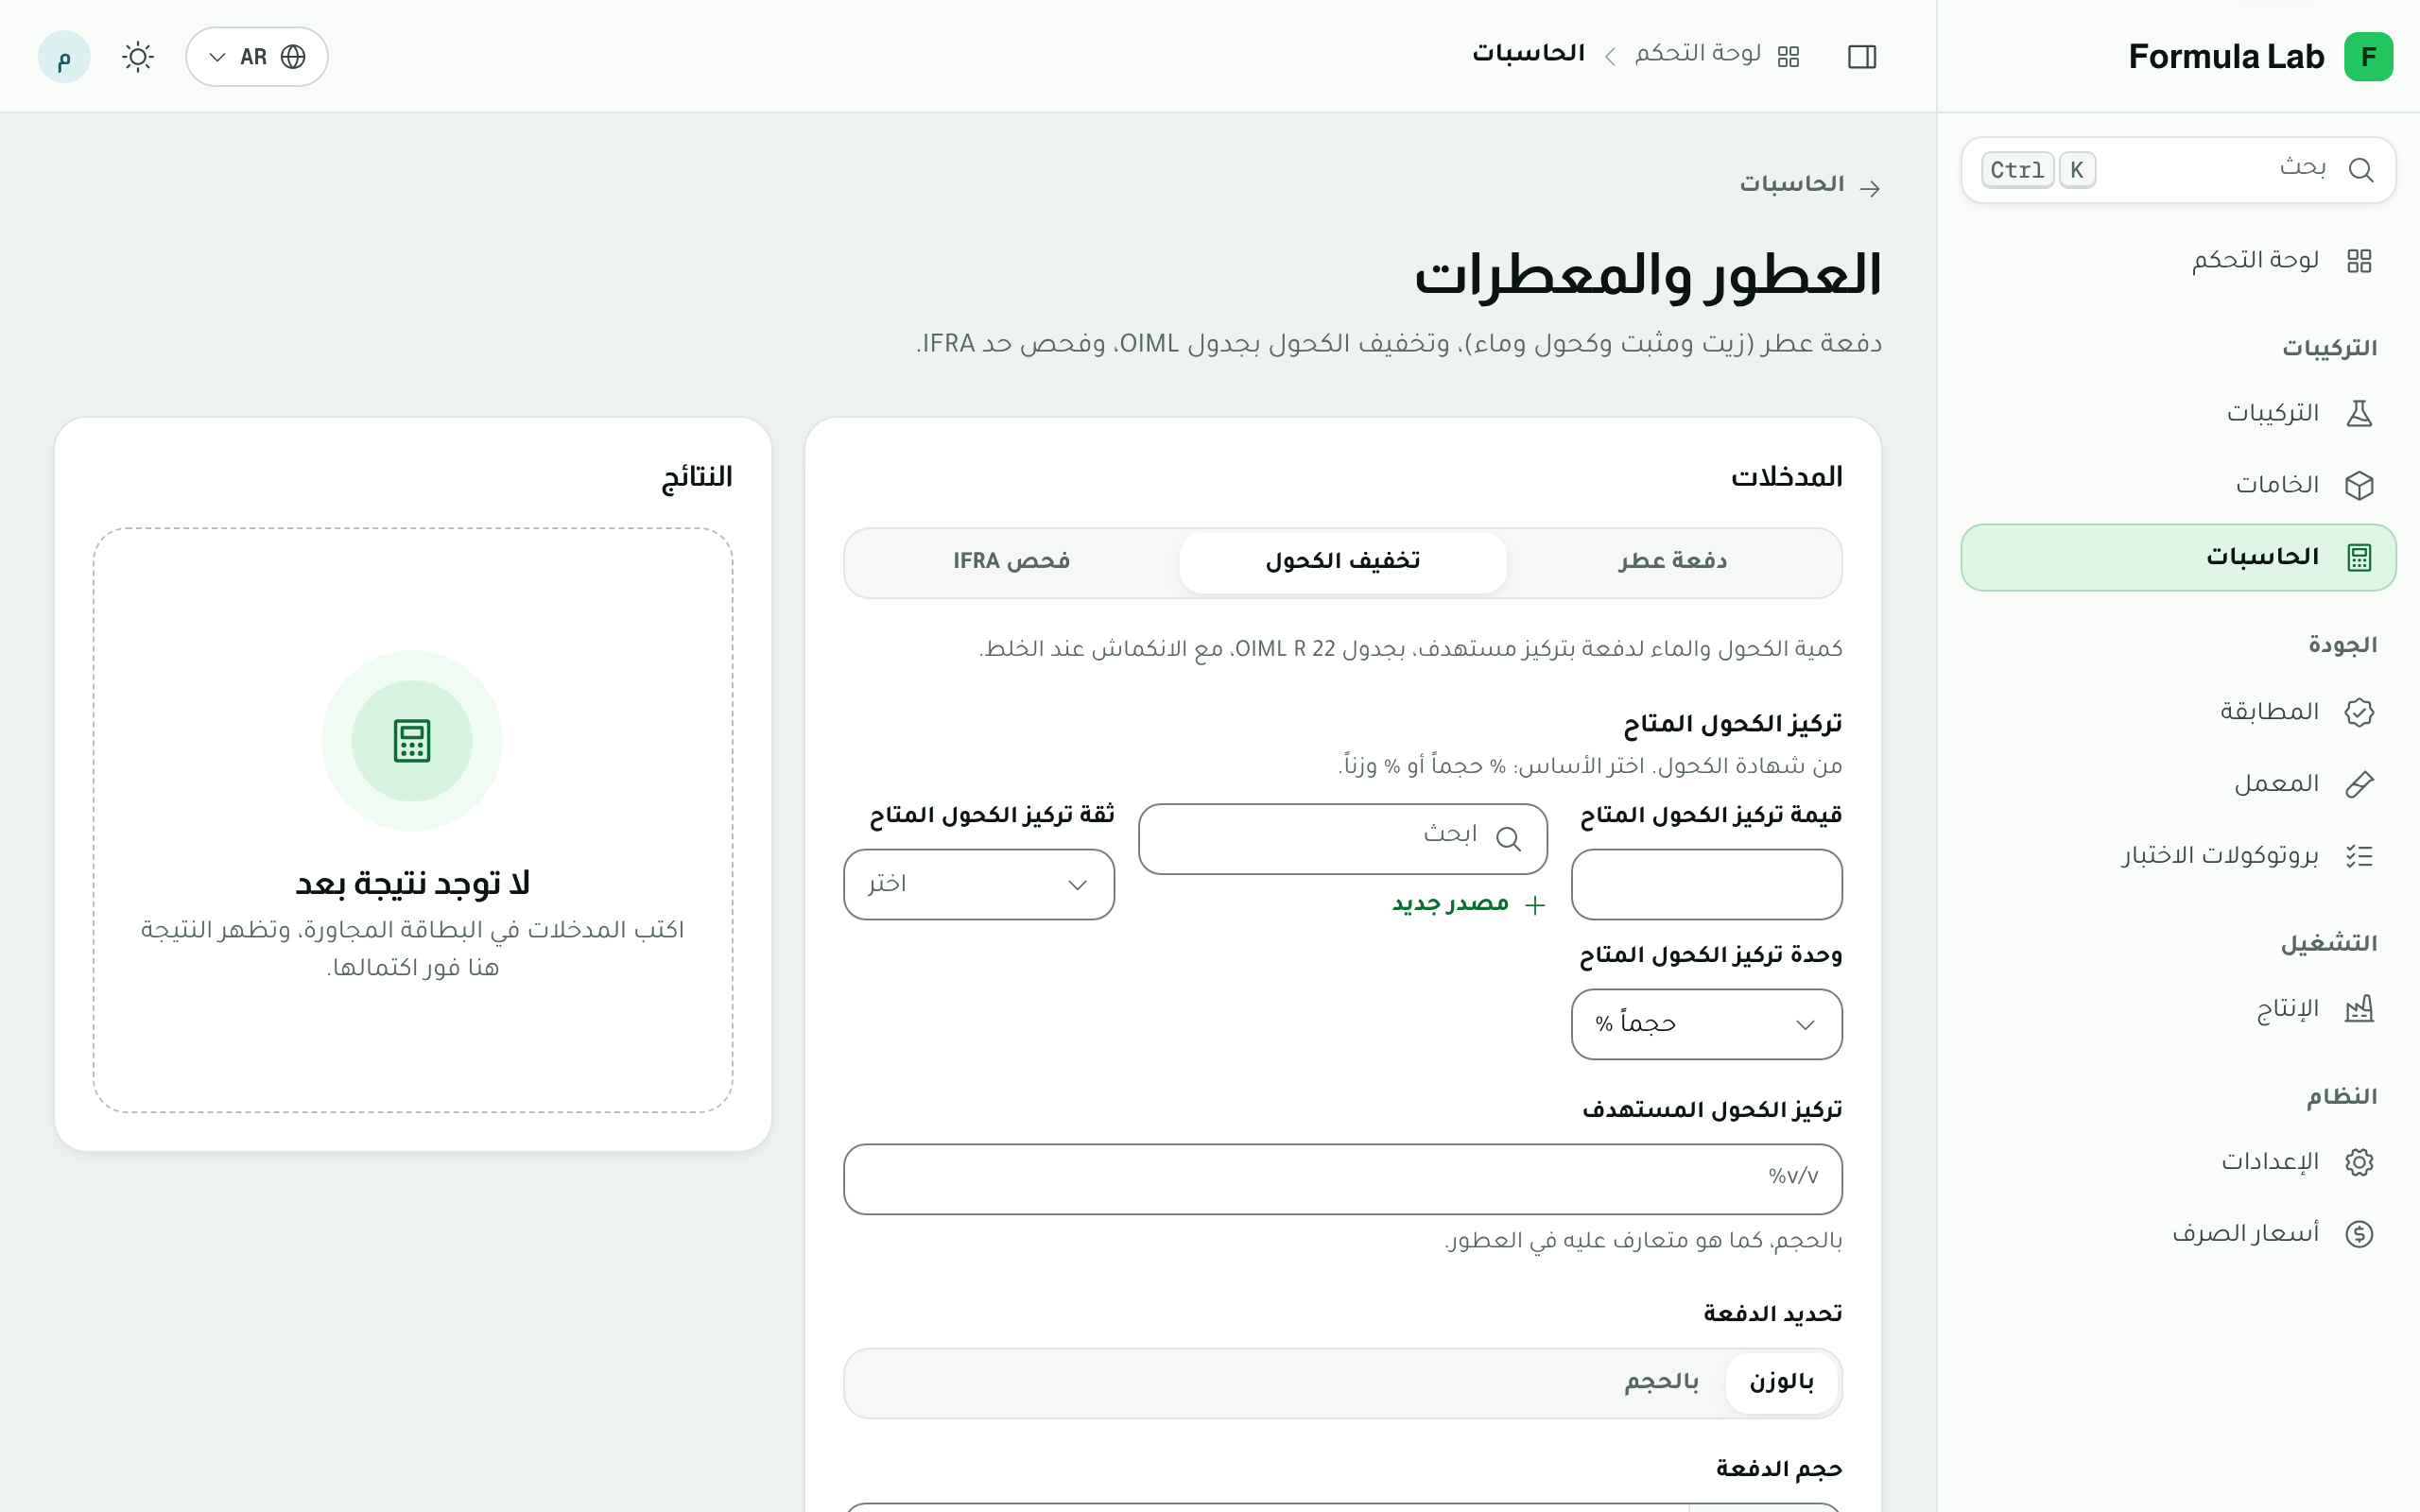 F Formula Lab
بحث
Ctrl K
لوحة التحكم
التركيبات
التركيبات
الخامات
الحاسبات
الجودة
المطابقة
المعمل
بروتوكولات الاختبار
التشغيل
الإنتاج
النظام
الإعدادات
أسعار الصرف
لوحة التحكم
الحاسبات
AR
م
الحاسبات
العطور والمعطرات
دفعة عطر (زيت ومثبت وكحول وماء)، وتخفيف الكحول بجدول OIML، وفحص حد IFRA.
المدخلات
دفعة عطر
تخفيف الكحول
فحص IFRA
كمية الكحول والماء لدفعة بتركيز مستهدف، بجدول OIML R 22، مع الانكماش عند الخلط.
تركيز الكحول المتاح
من شهادة الكحول. اختر الأساس: % حجماً أو % وزناً.
قيمة تركيز الكحول المتاح
ابحث
مصدر جديد
ثقة تركيز الكحول المتاح
اختر
وحدة تركيز الكحول المتاح
% حجماً
تركيز الكحول المستهدف
%v/v
بالحجم، كما هو متعارف عليه في العطور.
تحديد الدفعة
بالوزن
بالحجم
حجم الدفعة
النتائج
لا توجد نتيجة بعد
اكتب المدخلات في البطاقة المجاورة، وتظهر النتيجة
هنا فور اكتمالها.